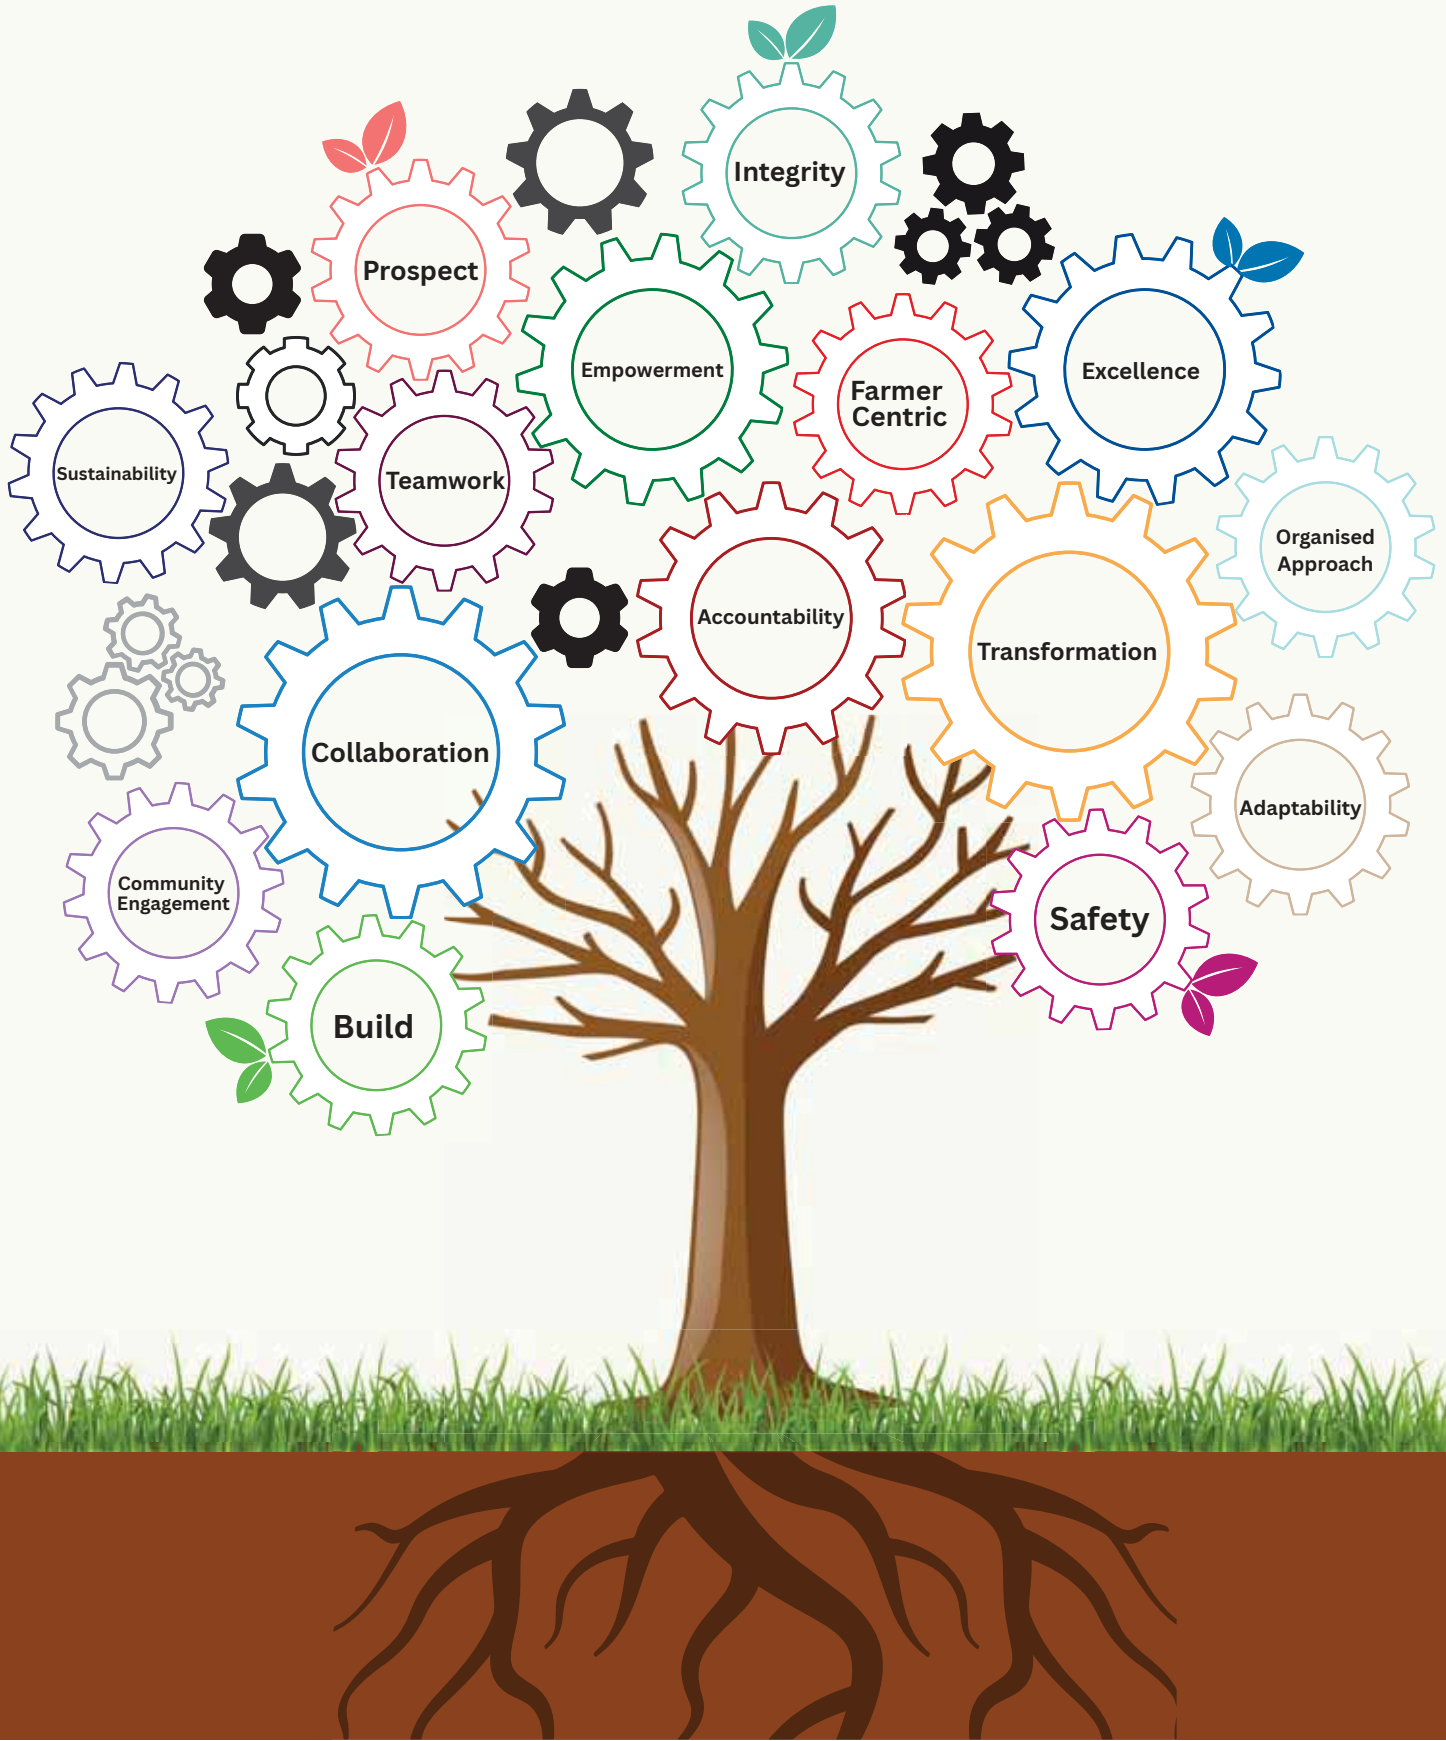 Integrity
Prospect
Empowerment
Excellence
Farmer
Centric
Sustainability
Teamwork
Organised
Approach
Accountability
Transformation
Collaboration
Adaptability
Community
Engagement
Safety
Build